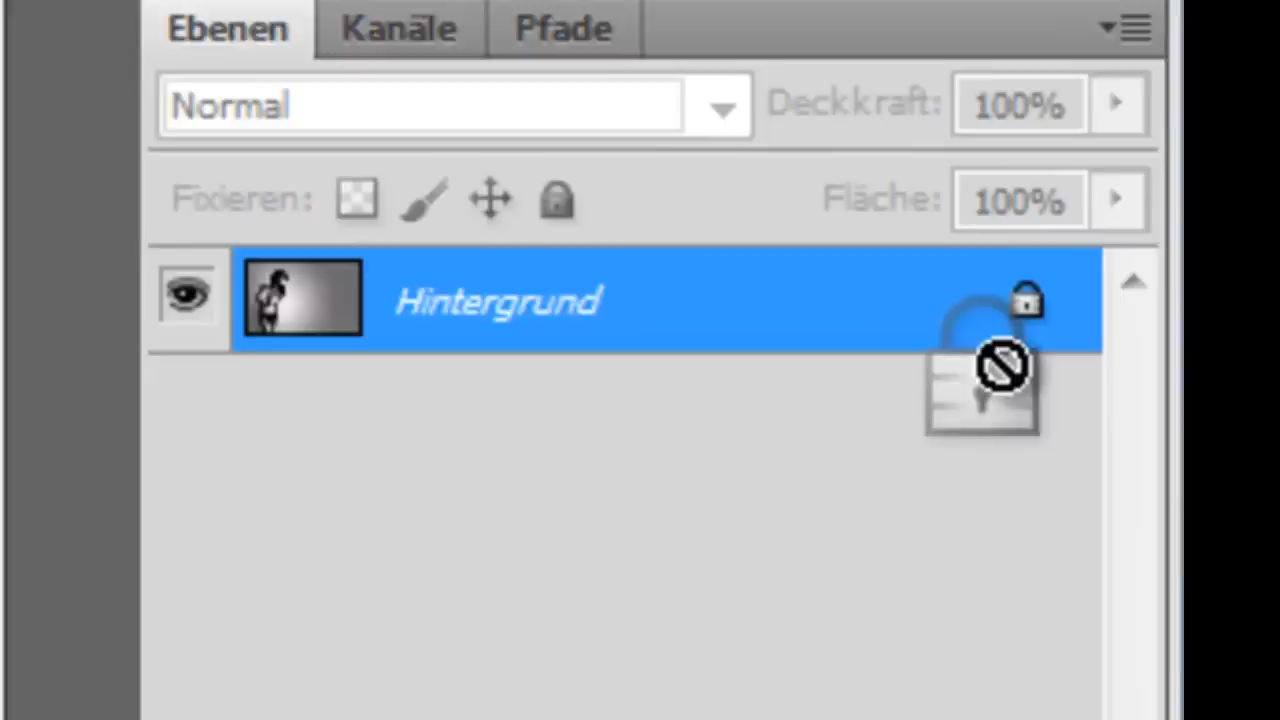 Ebenen Kanäle Pfade
Normal Deckkraft: 100%
Fixieren: Fläche: 100%
Hintergrund